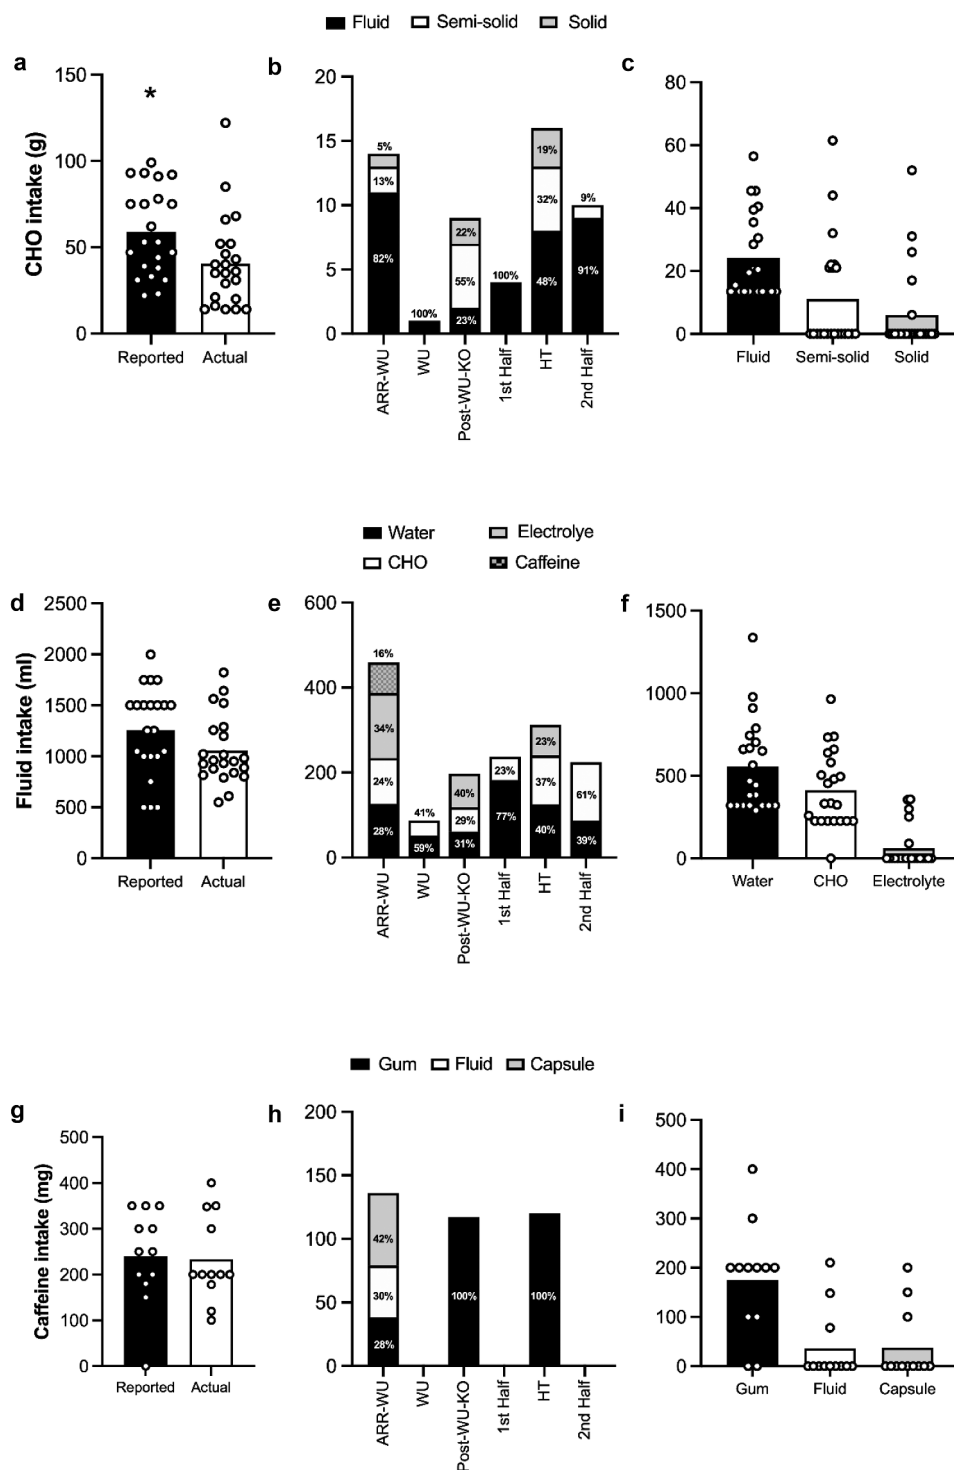 Fluid Semi-solid Solid
a b c
CHO intake (g)
150
100
50
0
*
Reported Actual
20
15
10
5
0
5%
13%
82%
100%
22%
55%
23%
100%
19%
32%
48%
9%
91%
ARR-WU
WU
Post-WU-KO
1st Half
HT
2nd Half
80
60
40
20
0
Fluid Semi-solid Solid
Water Electrolye
CHO Caffeine
d e f
Fluid intake (ml)
2500
2000
1500
1000
500
0
Reported Actual
600
400
200
0
16%
34%
24%
28%
41%
59%
40%
29%
31%
23%
77%
23%
37%
40%
61%
39%
ARR-WU
WU
Post-WU-KO
1st Half
HT
2nd Half
1500
1000
500
0
Water CHO Electrolyte
Gum Fluid Capsule
g h i
Caffeine intake (mg)
500
400
300
200
100
0
Reported Actual
200
150
100
50
0
42%
30%
28%
100%
100%
ARR-WU
WU
Post-WU-KO
1st Half
HT
2nd Half
500
400
300
200
100
0
Gum Fluid Capsule